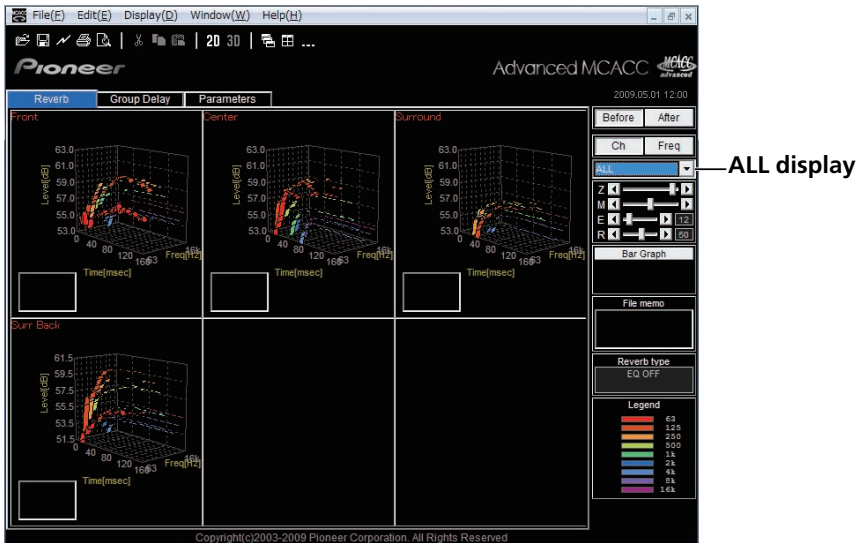 MCACC File(F) Edit(E) Display(D) Window(W) Help(H)
2D 3D ...
Pioneer
Advanced MCACC MCACC advanced
Reverb Group Delay Parameters
2009.05.01 12:00
Front
63.0
61.0
59.0
57.0
55.0
53.0
Level[dB]
0 40 80 120 160
Time[msec]
63 16k
Freq[Hz]
Center
63.0
61.0
59.0
57.0
55.0
53.0
Level[dB]
0 40 80 120 160
Time[msec]
63 16k
Freq[Hz]
Surround
63.0
61.0
59.0
57.0
55.0
53.0
Level[dB]
0 40 80 120 160
Time[msec]
63 16k
Freq[Hz]
Surr Back
61.5
59.5
57.5
55.5
53.5
51.5
Level[dB]
0 40 80 120 160
Time[msec]
63 16k
Freq[Hz]
Before After
Ch Freq
ALL
ALL display
Z
M
E 12
R 50
Bar Graph
File memo
Reverb type
EQ OFF
Legend
63
125
250
500
1k
2k
4k
8k
16k
Copyright(c)2003-2009 Pioneer Corporation. All Rights Reserved